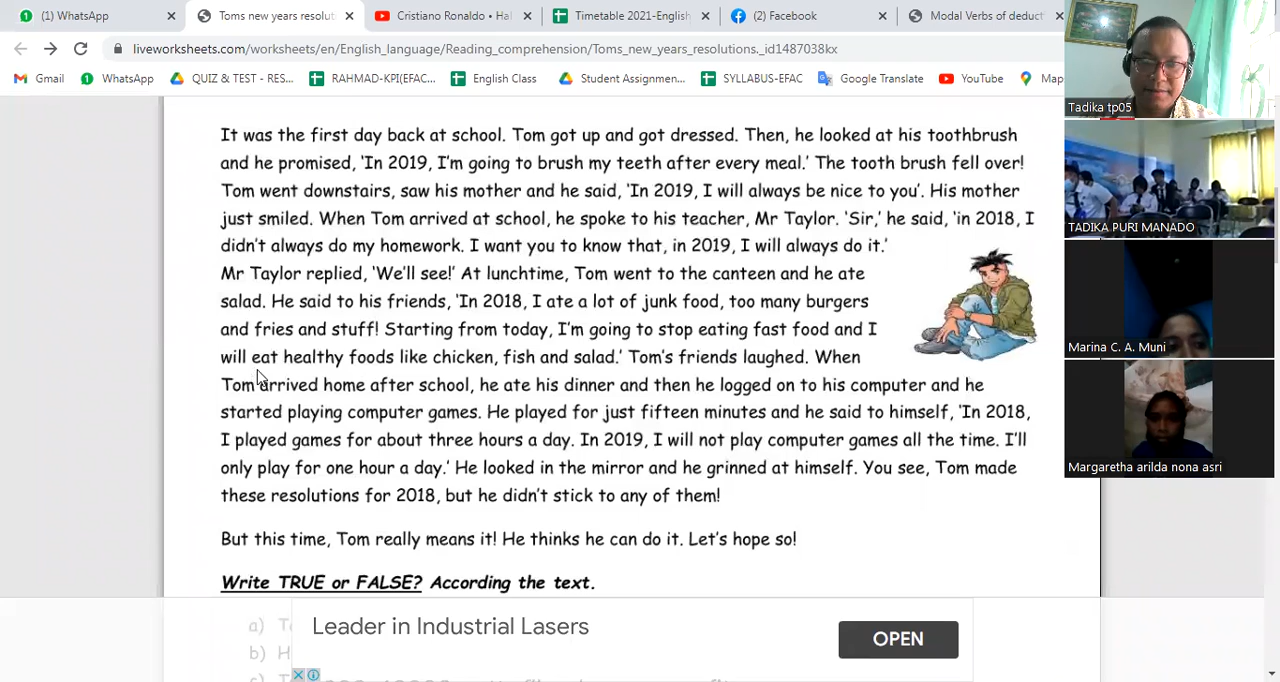 (1) WhatsApp
Toms new years resolut
Cristiano Ronaldo • Hal
Timetable 2021-English
(2) Facebook
Modal Verbs of deduct
liveworksheets.com/worksheets/en/English_language/Reading_comprehension/Toms_new_years_resolutions._id1487038kx
Gmail
WhatsApp
QUIZ & TEST - RES...
RAHMAD-KPI(EFAC...
English Class
Student Assignmen...
SYLLABUS-EFAC
Google Translate
YouTube
Map
It was the first day back at school. Tom got up and got dressed. Then, he looked at his toothbrush
and he promised, ‘In 2019, I’m going to brush my teeth after every meal.’ The tooth brush fell over!
Tom went downstairs, saw his mother and he said, ‘In 2019, I will always be nice to you’. His mother
just smiled. When Tom arrived at school, he spoke to his teacher, Mr Taylor. ‘Sir,’ he said, ‘in 2018, I
didn’t always do my homework. I want you to know that, in 2019, I will always do it.’
Mr Taylor replied, ‘We’ll see!’ At lunchtime, Tom went to the canteen and he ate
salad. He said to his friends, ‘In 2018, I ate a lot of junk food, too many burgers
and fries and stuff! Starting from today, I’m going to stop eating fast food and I
will eat healthy foods like chicken, fish and salad.’ Tom’s friends laughed. When
Tom arrived home after school, he ate his dinner and then he logged on to his computer and he
started playing computer games. He played for just fifteen minutes and he said to himself, ‘In 2018,
I played games for about three hours a day. In 2019, I will not play computer games all the time. I’ll
only play for one hour a day.’ He looked in the mirror and he grinned at himself. You see, Tom made
these resolutions for 2018, but he didn’t stick to any of them!
But this time, Tom really means it! He thinks he can do it. Let’s hope so!
Write TRUE or FALSE? According the text.
a)
b) H
Leader in Industrial Lasers
OPEN
Tadika tp05
TADIKA PURI MANADO
Marina C. A. Muni
Margaretha arilda nona asri